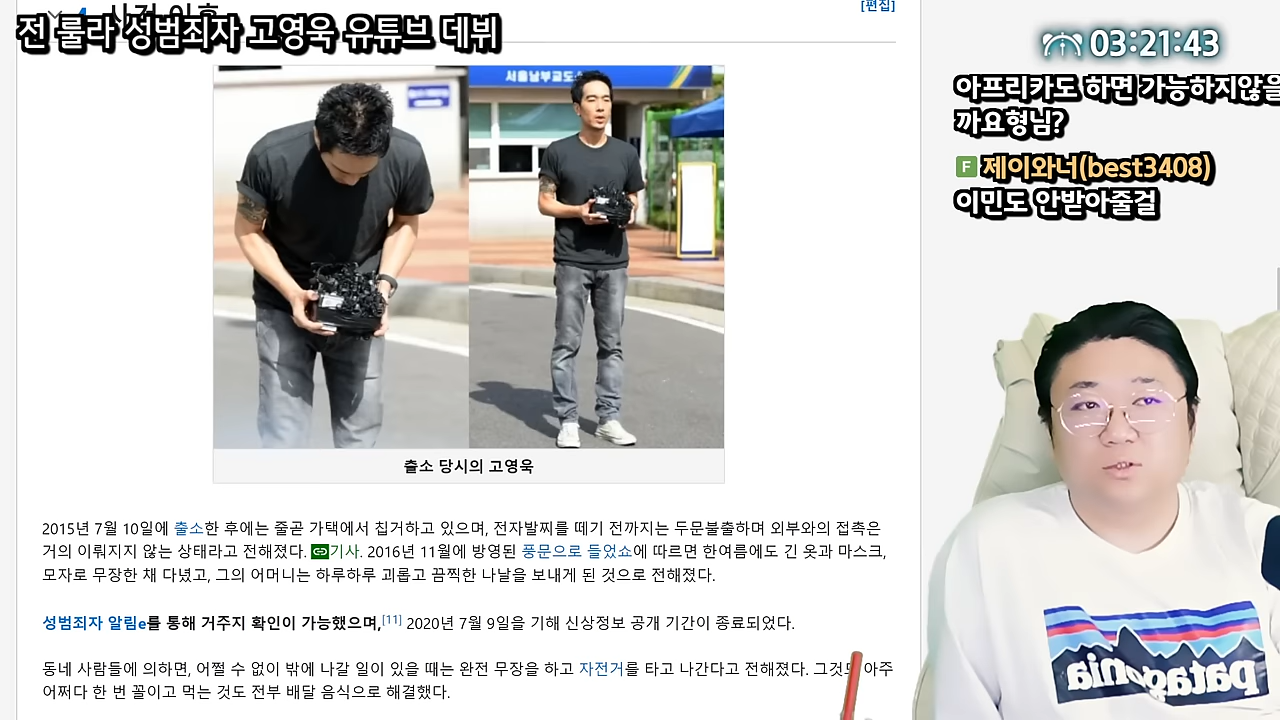 [편집]
전 룰라 성범죄자 고영욱 유튜브 데뷔
03:21:43
아프리카도 하면 가능하지않을
까요형님?
F 제이와너(best3408)
이민도 안받아줄걸
서울남부교도소
출소 당시의 고영욱
2015년 7월 10일에 출소한 후에는 줄곧 자택에서 칩거하고 있으며, 전자발찌를 떼기 전까지는 두문불출하며 외부와의 접촉은
거의 이뤄지지 않는 상태라고 전해졌다. 기사. 2016년 11월에 방영된 풍문으로 들었쇼에 따르면 한여름에도 긴 옷과 마스크,
모자로 무장한 채 다녔고, 그의 어머니는 하루하루 괴롭고 끔찍한 나날을 보내게 된 것으로 전해졌다.
성범죄자 알림e를 통해 거주지 확인이 가능했으며,[11] 2020년 7월 9일을 기해 신상정보 공개 기간이 종료되었다.
동네 사람들에 의하면, 어쩔 수 없이 밖에 나갈 일이 있을 때는 완전 무장을 하고 자전거를 타고 나간다고 전해졌다. 그것도 아주
어쩌다 한 번 꼴이고 먹는 것도 전부 배달 음식으로 해결했다.
patagonia